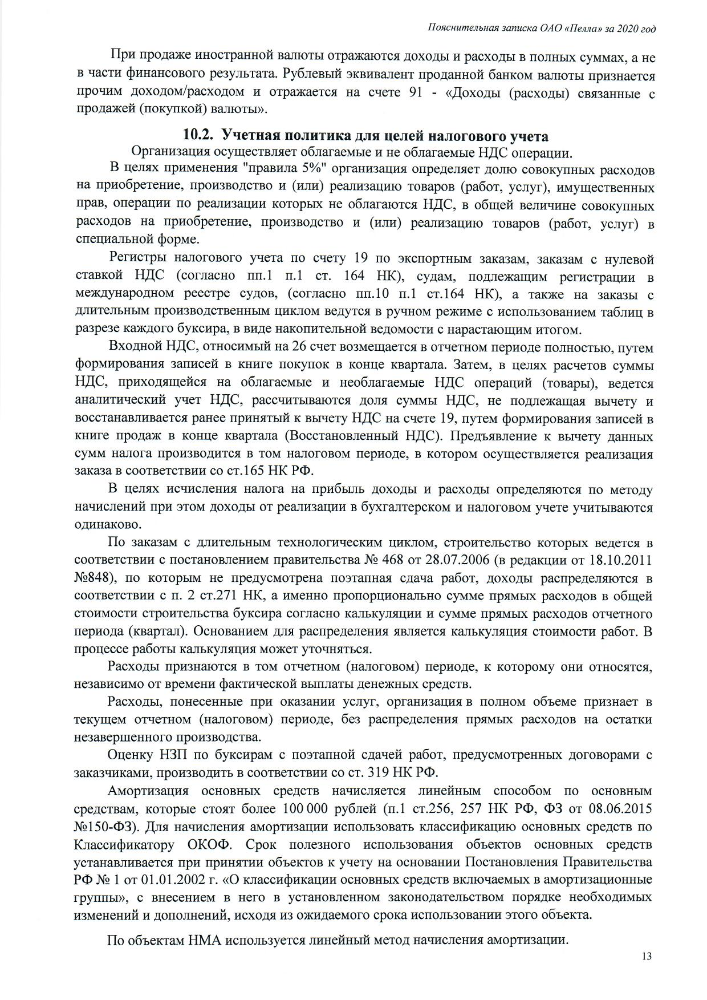 Пояснительная записка ОАО «Пелла» за 2020 год
При продаже иностранной валюты отражаются доходы и расходы в полных суммах, а не
в части финансового результата. Рублевый эквивалент проданной банком валюты признается
прочим доходом/расходом и отражается на счете 91 - «Доходы (расходы) связанные с
продажей (покупкой) валюты».
10.2. Учетная политика для целей налогового учета
Организация осуществляет облагаемые и не облагаемые НДС операции.
В целях применения "правила 5%" организация определяет долю совокупных расходов
на приобретение, производство и (или) реализацию товаров (работ, услуг), имущественных
прав, операции по реализации которых не облагаются НДС, в общей величине совокупных
расходов на приобретение, производство и (или) реализацию товаров (работ, услуг) в
специальной форме.
Регистры налогового учета по счету 19 по экспортным заказам, заказам с нулевой
ставкой НДС (согласно пп.1 п.1 ст. 164 НК), судам, подлежащим регистрации в
международном реестре судов, (согласно пп.10 п.1 ст.164 НК), а также на заказы с
длительным производственным циклом ведутся в ручном режиме с использованием таблиц в
разрезе каждого буксира, в виде накопительной ведомости с нарастающим итогом.
Входной НДС, относимый на 26 счет возмещается в отчетном периоде полностью, путем
формирования записей в книге покупок в конце квартала. Затем, в целях расчетов суммы
НДС, приходящейся на облагаемые и необлагаемые НДС операций (товары), ведется
аналитический учет НДС, рассчитываются доля суммы НДС, не подлежащая вычету и
восстанавливается ранее принятый к вычету НДС на счете 19, путем формирования записей в
книге продаж в конце квартала (Восстановленный НДС). Предъявление к вычету данных
сумм налога производится в том налоговом периоде, в котором осуществляется реализация
заказа в соответствии со ст.165 НК РФ.
В целях исчисления налога на прибыль доходы и расходы определяются по методу
начислений при этом доходы от реализации в бухгалтерском и налоговом учете учитываются
одинаково.
По заказам с длительным технологическим циклом, строительство которых ведется в
соответствии с постановлением правительства № 468 от 28.07.2006 (в редакции от 18.10.2011
№848), по которым не предусмотрена поэтапная сдача работ, доходы распределяются в
соответствии с п. 2 ст.271 НК, а именно пропорционально сумме прямых расходов в общей
стоимости строительства буксира согласно калькуляции и сумме прямых расходов отчетного
периода (квартал). Основанием для распределения является калькуляция стоимости работ. В
процессе работы калькуляция может уточняться.
Расходы признаются в том отчетном (налоговом) периоде, к которому они относятся,
независимо от времени фактической выплаты денежных средств.
Расходы, понесенные при оказании услуг, организация в полном объеме признает в
текущем отчетном (налоговом) периоде, без распределения прямых расходов на остатки
незавершенного производства.
Оценку НЗП по буксирам с поэтапной сдачей работ, предусмотренных договорами с
заказчиками, производить в соответствии со ст. 319 НК РФ.
Амортизация основных средств начисляется линейным способом по основным
средствам, которые стоят более 100 000 рублей (п.1 ст.256, 257 НК РФ, ФЗ от 08.06.2015
№150-ФЗ). Для начисления амортизации использовать классификацию основных средств по
Классификатору ОКОФ. Срок полезного использования объектов основных средств
устанавливается при принятии объектов к учету на основании Постановления Правительства
РФ № 1 от 01.01.2002 г. «О классификации основных средств включаемых в амортизационные
группы», с внесением в него в установленном законодательством порядке необходимых
изменений и дополнений, исходя из ожидаемого срока использовании этого объекта.
По объектам НМА используется линейный метод начисления амортизации.
13